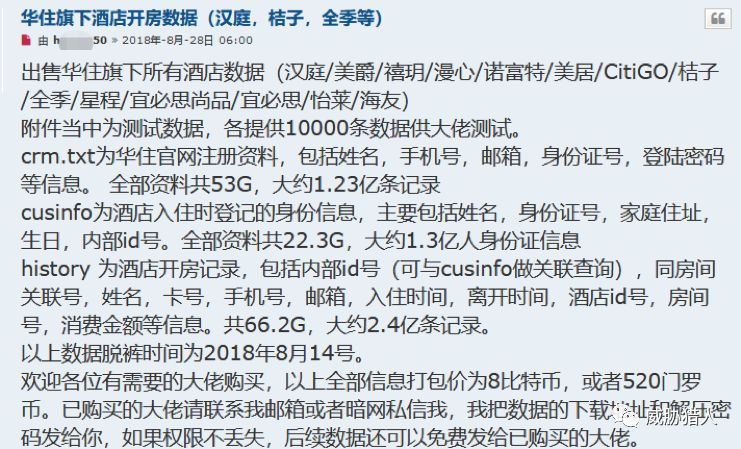 华住旗下酒店开房数据（汉庭，桔子，全季等）
由 h 50 » 2018年-8月-28日 06:00
出售华住旗下所有酒店数据（汉庭/美爵/禧玥/漫心/诺富特/美居/CitiGO/桔子
/全季/星程/宜必思尚品/宜必思/怡莱/海友）
附件当中为测试数据，各提供10000条数据供大佬测试。
crm.txt为华住官网注册资料，包括姓名，手机号，邮箱，身份证号，登陆密码
等信息。 全部资料共53G，大约1.23亿条记录
cusinfo为酒店入住时登记的身份信息，主要包括姓名，身份证号，家庭住址，
生日，内部id号。全部资料共22.3G，大约1.3亿人身份证信息
history 为酒店开房记录，包括内部id号（可与cusinfo做关联查询），同房间
关联号，姓名，卡号，手机号，邮箱，入住时间，离开时间，酒店id号，房间
号，消费金额等信息。共66.2G，大约2.4亿条记录。
以上数据脱裤时间为2018年8月14号。
欢迎各位有需要的大佬购买，以上全部信息打包价为8比特币，或者520门罗
币。已购买的大佬请联系我邮箱或者暗网私信我，我把数据的下载地址和解压密
码发给你，如果权限不丢失，后续数据还可以免费发给已购买的大佬。
威胁猎人